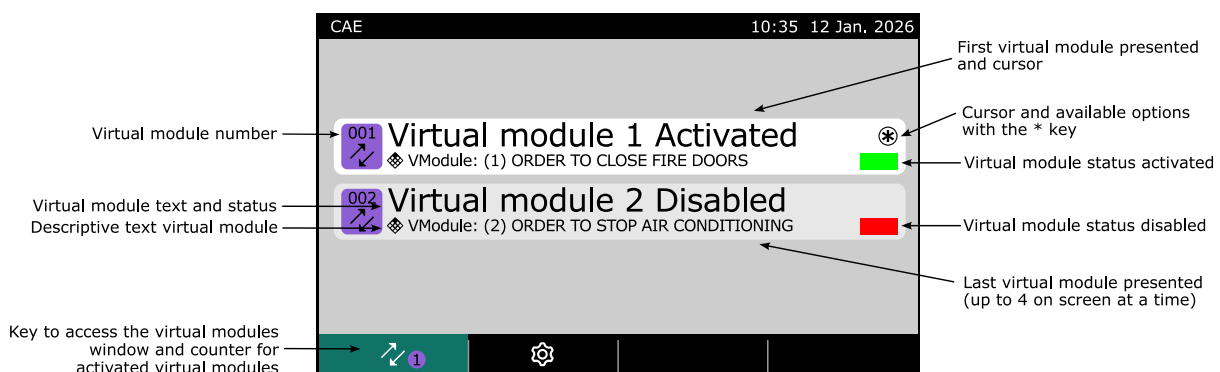 CAE 10:35 12 Jan. 2026
First virtual module presented
and cursor
Virtual module number
001
Virtual module 1 Activated
VModule: (1) ORDER TO CLOSE FIRE DOORS
Cursor and available options
with the * key
Virtual module status activated
Virtual module text and status
Descriptive text virtual module
002
Virtual module 2 Disabled
VModule: (2) ORDER TO STOP AIR CONDITIONING
Virtual module status disabled
Last virtual module presented
(up to 4 on screen at a time)
Key to access the virtual modules
window and counter for
activated virtual modules
1